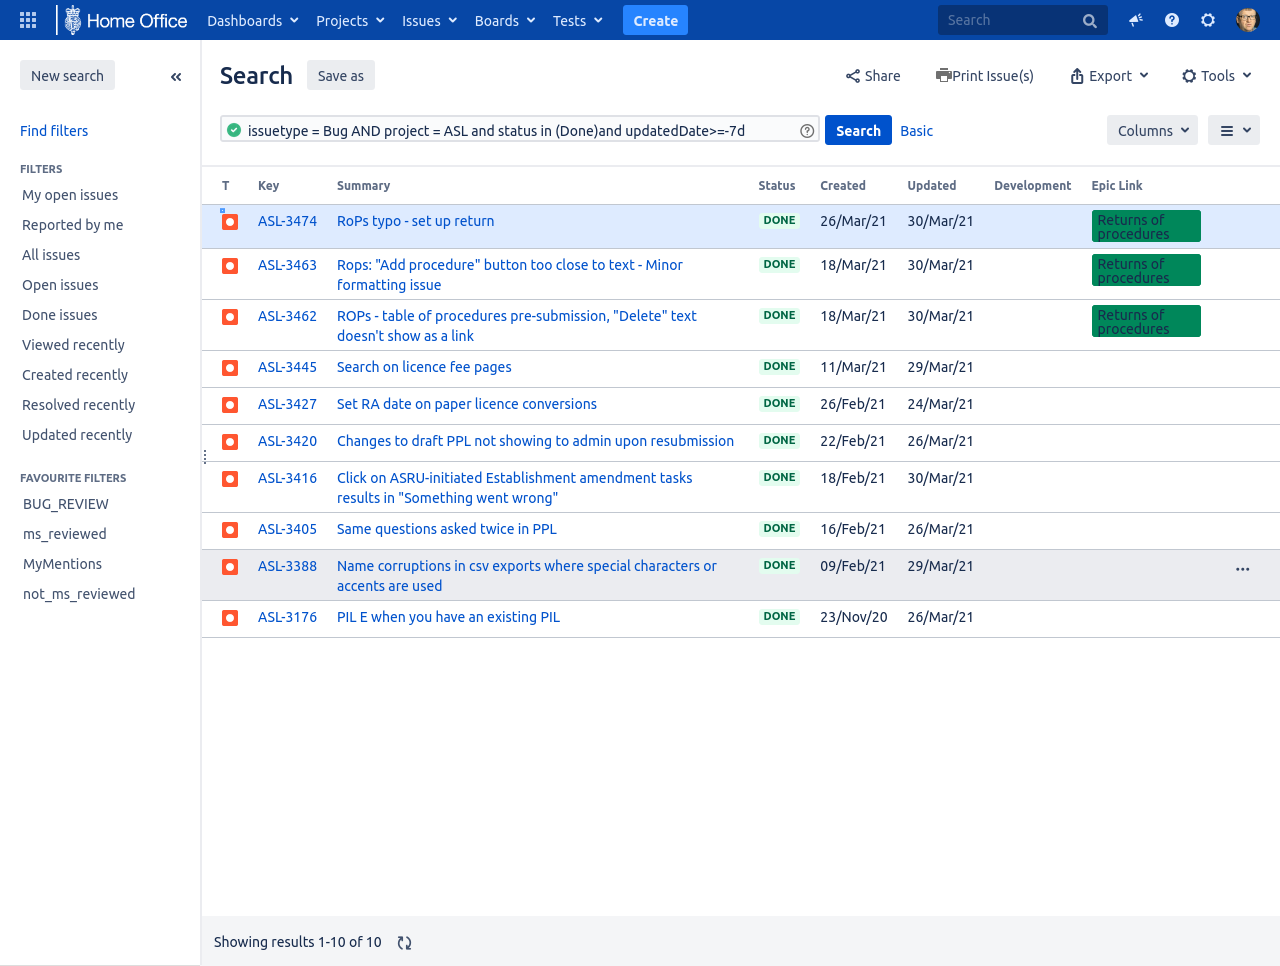 Home Office Dashboards Projects Issues Boards Tests Create Search
New search
Search Save as Share Print Issue(s) Export Tools
Find filters
issuetype = Bug AND project = ASL and status in (Done)and updatedDate>=-7d Search Basic Columns
FILTERS
My open issues
Reported by me
All issues
Open issues
Done issues
Viewed recently
Created recently
Resolved recently
Updated recently
FAVOURITE FILTERS
BUG_REVIEW
ms_reviewed
MyMentions
not_ms_reviewed
T Key Summary Status Created Updated Development Epic Link
ASL-3474 RoPs typo - set up return DONE 26/Mar/21 30/Mar/21 Returns of
procedures
ASL-3463 Rops: "Add procedure" button too close to text - Minor DONE 18/Mar/21 30/Mar/21 Returns of
formatting issue procedures
ASL-3462 ROPs - table of procedures pre-submission, "Delete" text DONE 18/Mar/21 30/Mar/21 Returns of
doesn't show as a link procedures
ASL-3445 Search on licence fee pages DONE 11/Mar/21 29/Mar/21
ASL-3427 Set RA date on paper licence conversions DONE 26/Feb/21 24/Mar/21
ASL-3420 Changes to draft PPL not showing to admin upon resubmission DONE 22/Feb/21 26/Mar/21
ASL-3416 Click on ASRU-initiated Establishment amendment tasks DONE 18/Feb/21 30/Mar/21
results in "Something went wrong"
ASL-3405 Same questions asked twice in PPL DONE 16/Feb/21 26/Mar/21
ASL-3388 Name corruptions in csv exports where special characters or DONE 09/Feb/21 29/Mar/21
accents are used
ASL-3176 PIL E when you have an existing PIL DONE 23/Nov/20 26/Mar/21
Showing results 1-10 of 10